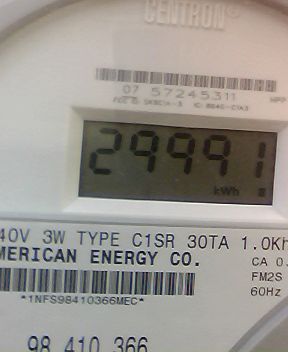 CENTRON®
07 57245311
29991
kWh
40V 3W TYPE C1SR 30TA 1.0Kh
MERICAN ENERGY CO.
CA 0.
FM2S
60Hz
*1NFS98410366MEC*
98 410 366